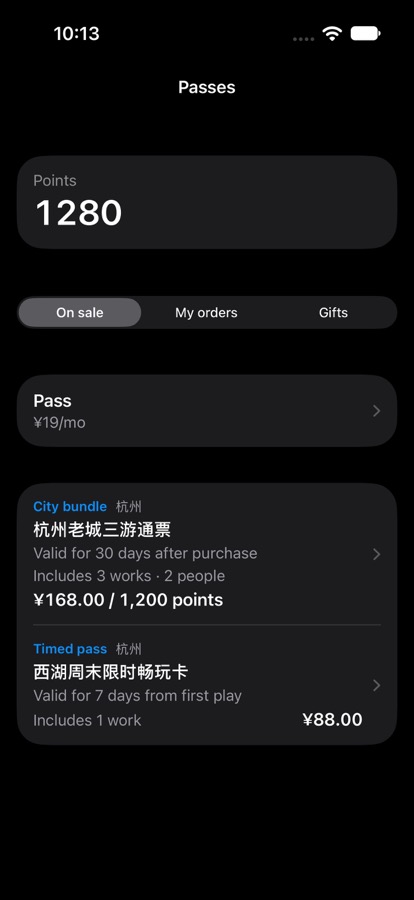 10:13
Passes
Points
1280
On sale My orders Gifts
Pass
¥19/mo
City bundle 杭州
杭州老城三游通票
Valid for 30 days after purchase
Includes 3 works · 2 people
¥168.00 / 1,200 points
Timed pass 杭州
西湖周末限时畅玩卡
Valid for 7 days from first play
Includes 1 work ¥88.00